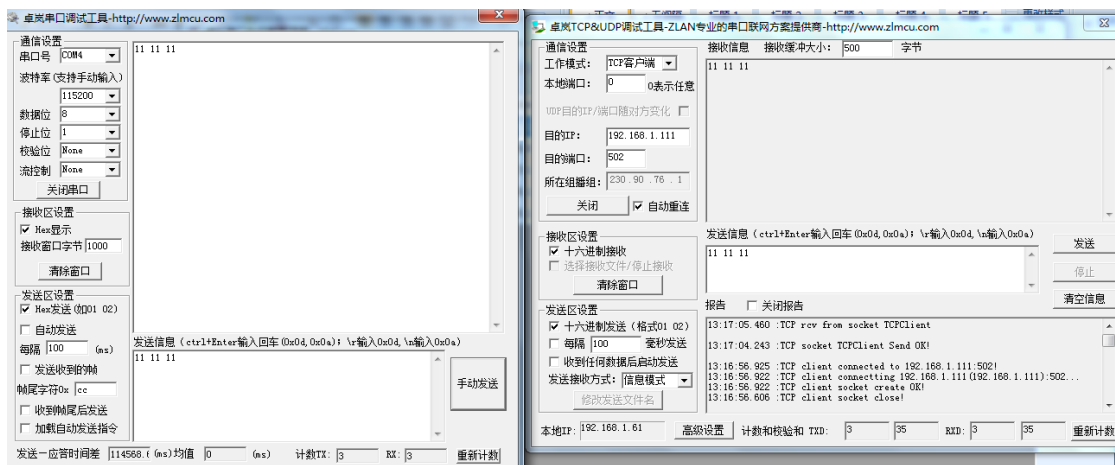 卓岚串口调试工具-http://www.zlmcu.com
通信设置
串口号 COM4
波特率(支持手动输入)
115200
数据位 8
停止位 1
校验位 None
流控制 None
关闭串口
接收区设置
Hex显示
接收窗口字节 1000
清除窗口
发送区设置
Hex发送(如01 02)
自动发送
每隔 100 (ms)
发送收到的帧
帧尾字符0x cc
收到帧尾后发送
加载自动发送指令
11 11 11
发送信息(ctrl+Enter输入回车(0x0d,0x0a); \r输入0x0d,\n输入0x0a)
11 11 11
手动发送
发送—应答时间差 114568.6 (ms)均值 0 (ms) 计数TX: 3 RX: 3 重新计数
卓岚TCP&UDP调试工具-ZLAN专业的串口联网方案提供商-http://www.zlmcu.com
通信设置
工作模式: TCP客户端
本地端口: 0 0表示任意
UDP目的IP/端口随对方变化
目的IP: 192.168.1.111
目的端口: 502
所在组播组: 230 . 90 . 76 . 1
关闭 自动重连
接收区设置
十六进制接收
选择接收文件/停止接收
清除窗口
发送区设置
十六进制发送(格式01 02)
每隔 100 毫秒发送
收到任何数据后启动发送
发送接收方式: 信息模式
修改发送文件名
接收信息 接收缓冲大小: 500 字节
11 11 11
发送信息(ctrl+Enter输入回车(0x0d,0x0a); \r输入0x0d,\n输入0x0a)
11 11 11
发送
停止
清空信息
报告 关闭报告
13:17:05.460 :TCP rcv from socket TCPClient
13:17:04.243 :TCP socket TCPClient Send OK!
13:16:56.925 :TCP client connected to 192.168.1.111:502!
13:16:56.922 :TCP client connectting 192.168.1.111(192.168.1.111):502...
13:16:56.922 :TCP client socket create OK!
13:16:56.606 :TCP client socket close!
本地IP: 192.168.1.61 高级设置 计数和校验和 TXD: 3 35 RXD: 3 35 重新计数